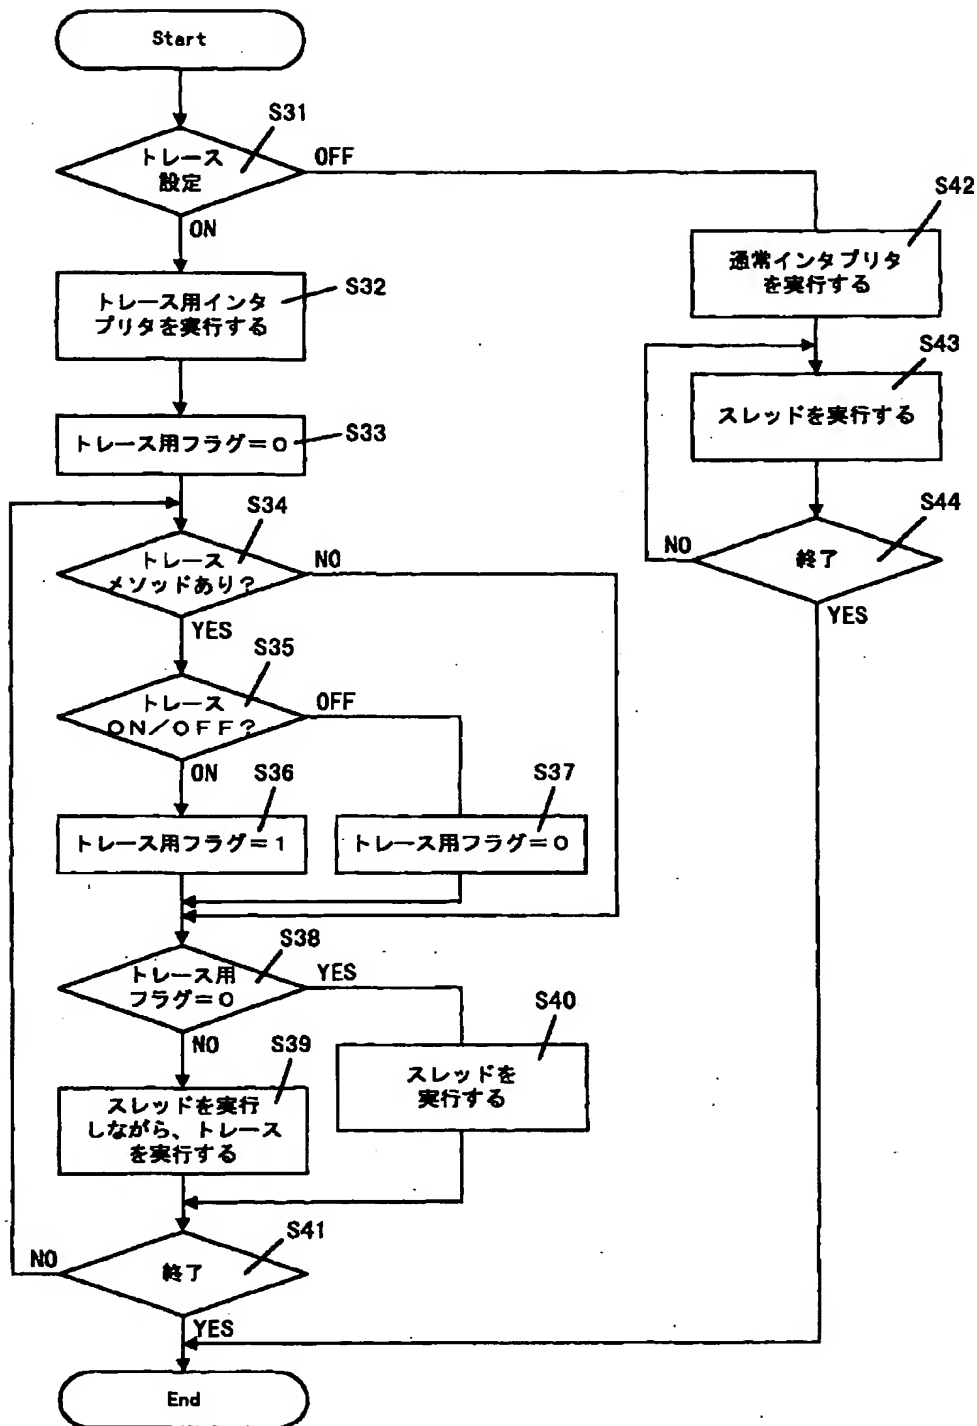 Start
S31
トレース
設定
OFF
ON
S42
通常インタプリタ
を実行する
S32
トレース用インタ
プリタを実行する
S43
スレッドを実行する
S33
トレース用フラグ=0
S34
トレース
メソッドあり?
NO
YES
S44
終了
NO
YES
S35
トレース
ON/OFF?
OFF
ON
S36
トレース用フラグ=1
S37
トレース用フラグ=0
S38
トレース用
フラグ=0
YES
NO
S39
スレッドを実行
しながら、トレース
を実行する
S40
スレッドを
実行する
S41
終了
NO
YES
End